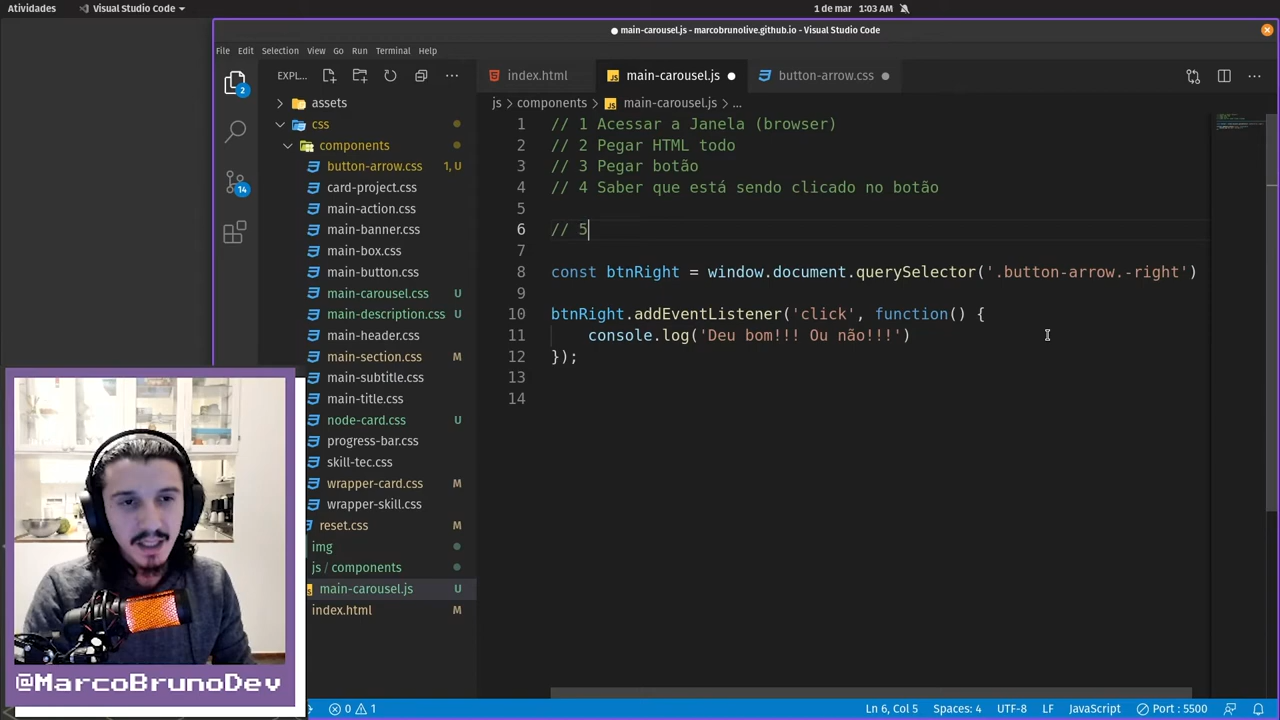 Atividades
Visual Studio Code
1 de mar 1:03 AM
main-carousel.js - marcobrunolive.github.io - Visual Studio Code
File Edit Selection View Go Run Terminal Help
EXPL...
index.html
main-carousel.js
button-arrow.css
js > components > main-carousel.js > ...
2
14
assets
css
components
button-arrow.css 1, U
card-project.css
main-action.css
main-banner.css
main-box.css
main-button.css
main-carousel.css U
main-description.css U
main-header.css
main-section.css M
main-subtitle.css
main-title.css
node-card.css U
progress-bar.css
skill-tec.css
wrapper-card.css M
wrapper-skill.css
reset.css M
img
js / components
main-carousel.js U
index.html M
1 // 1 Acessar a Janela (browser)
2 // 2 Pegar HTML todo
3 // 3 Pegar botão
4 // 4 Saber que está sendo clicado no botão
5
6 // 5
7
8 const btnRight = window.document.querySelector('.button-arrow.-right')
9
10 btnRight.addEventListener('click', function() {
11 console.log('Deu bom!!! Ou não!!!')
12 });
13
14
@MarcoBrunoDev
0 1
Ln 6, Col 5 Spaces: 4 UTF-8 LF JavaScript Port : 5500